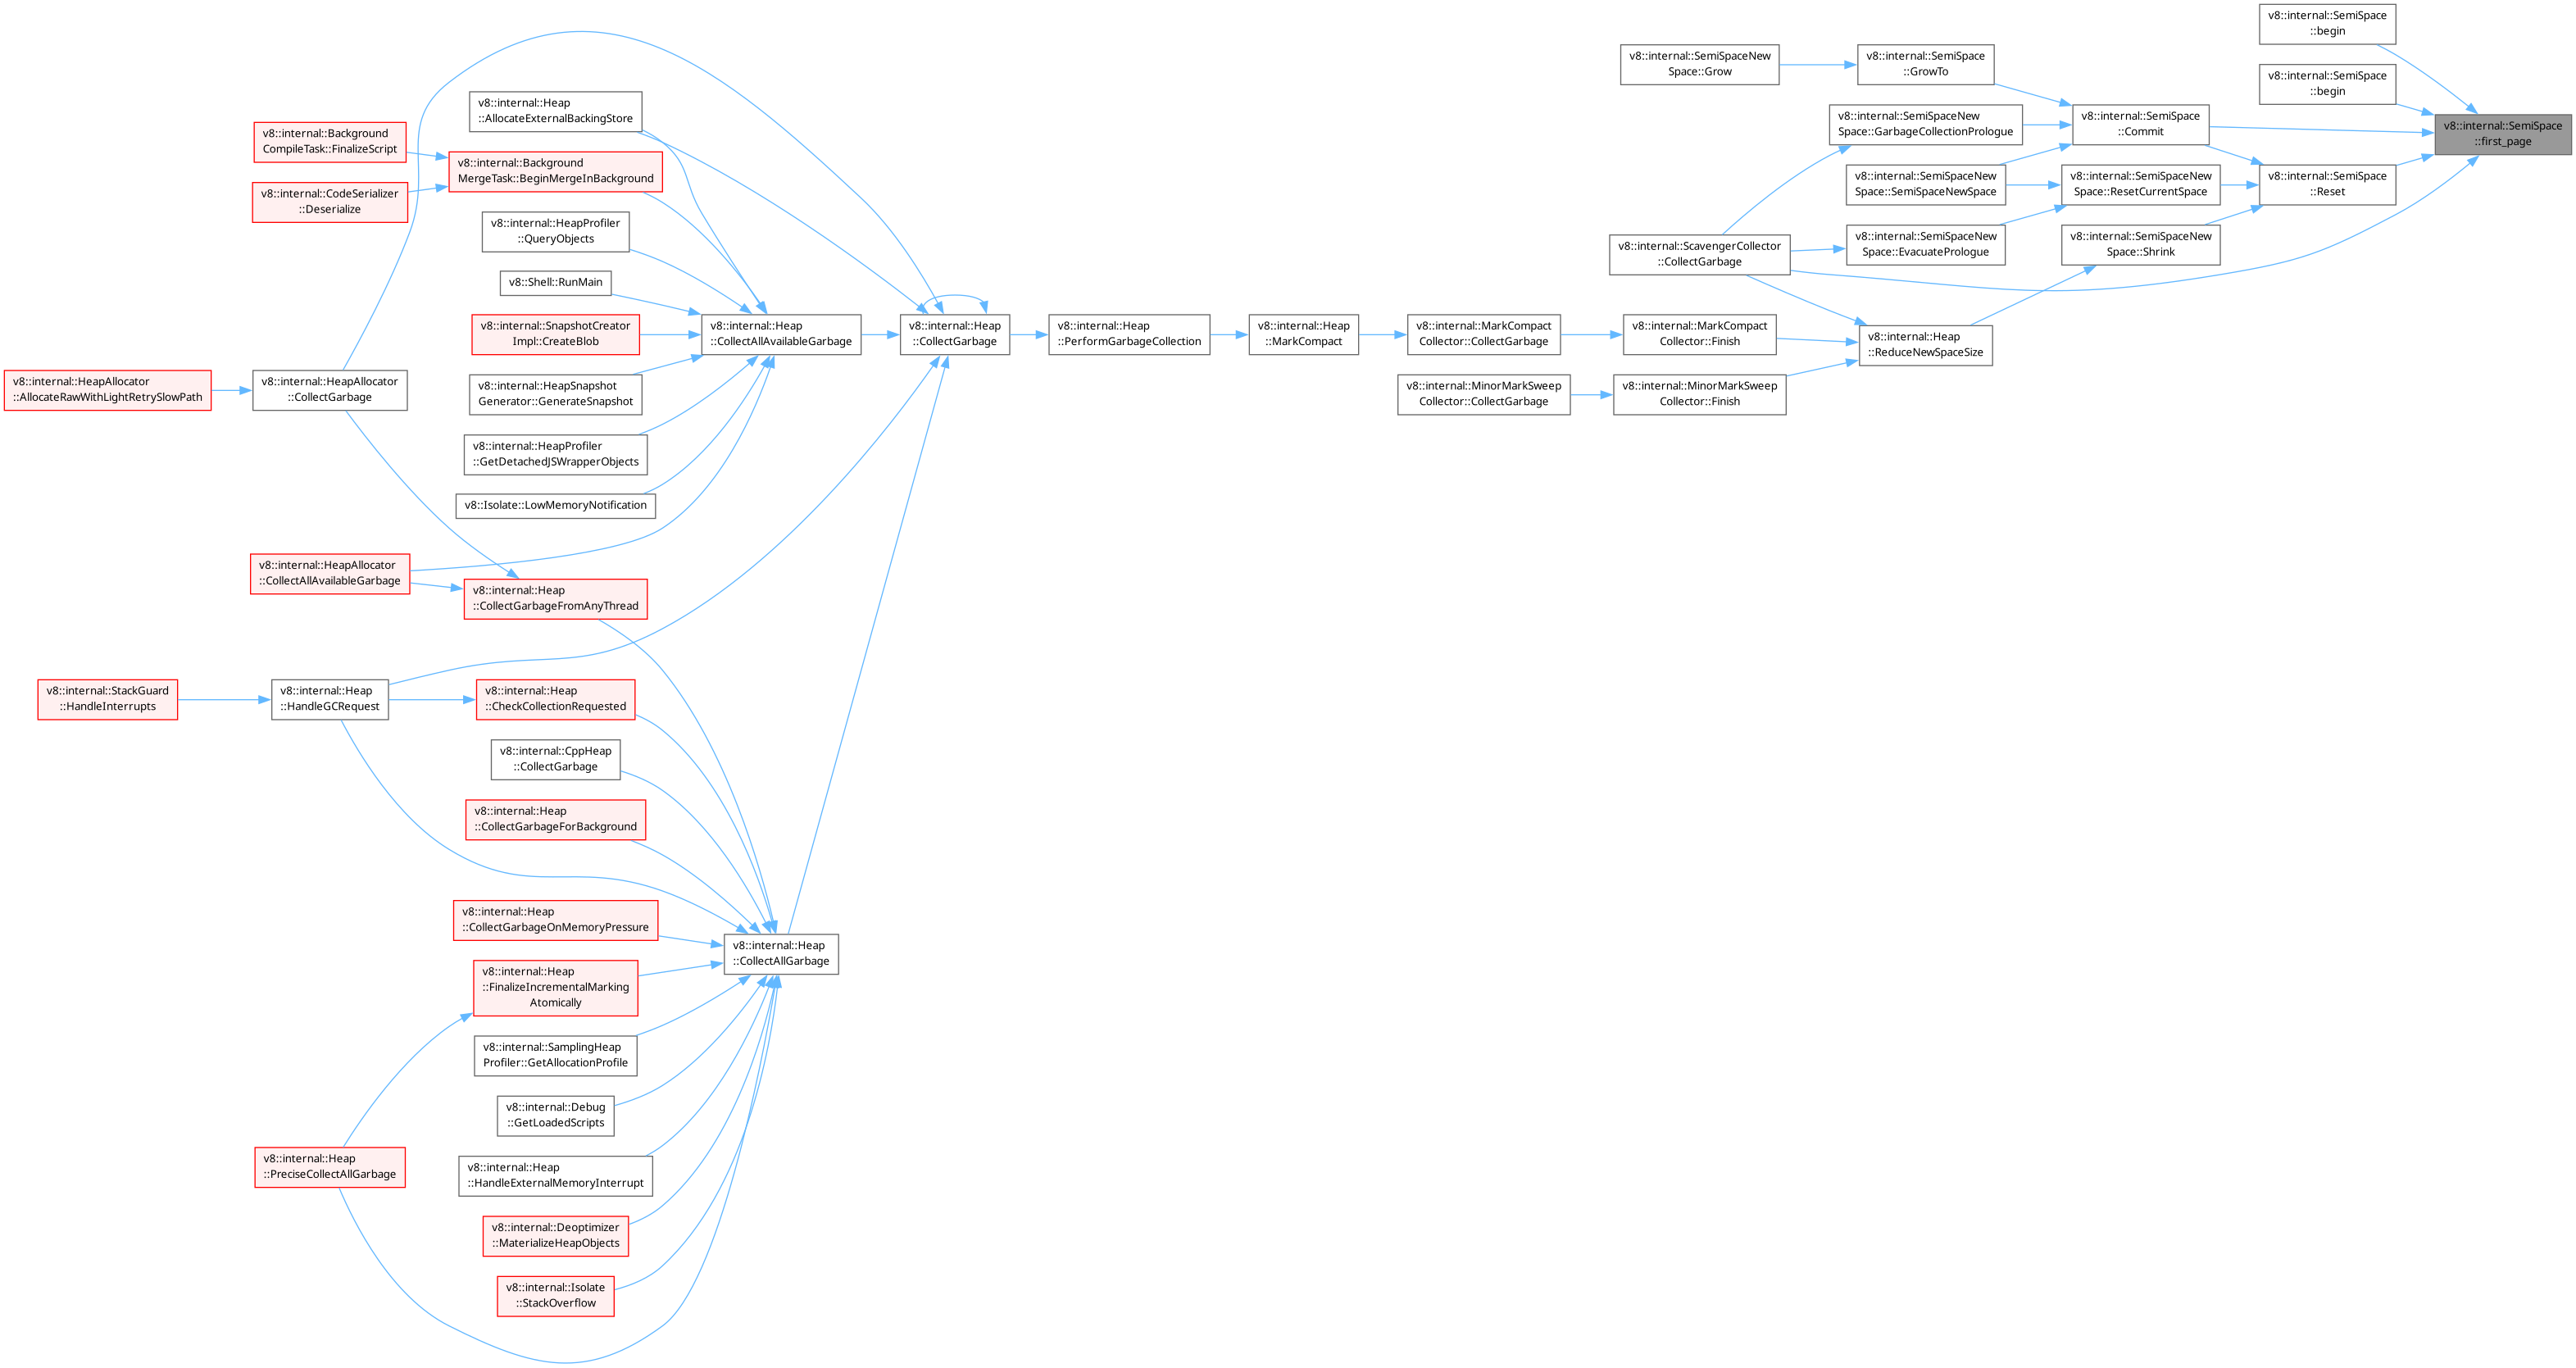 v8::internal::SemiSpace
::begin
v8::internal::SemiSpaceNew
Space::Grow
v8::internal::SemiSpace
::GrowTo
v8::internal::SemiSpace
::begin
v8::internal::Heap
::AllocateExternalBackingStore
v8::internal::SemiSpaceNew
Space::GarbageCollectionPrologue
v8::internal::SemiSpace
::Commit
v8::internal::SemiSpace
::first_page
v8::internal::Background
CompileTask::FinalizeScript
v8::internal::Background
MergeTask::BeginMergeInBackground
v8::internal::CodeSerializer
::Deserialize
v8::internal::SemiSpaceNew
Space::SemiSpaceNewSpace
v8::internal::SemiSpaceNew
Space::ResetCurrentSpace
v8::internal::SemiSpace
::Reset
v8::internal::HeapProfiler
::QueryObjects
v8::internal::ScavengerCollector
::CollectGarbage
v8::internal::SemiSpaceNew
Space::EvacuatePrologue
v8::internal::SemiSpaceNew
Space::Shrink
v8::Shell::RunMain
v8::internal::SnapshotCreator
Impl::CreateBlob
v8::internal::Heap
::CollectAllAvailableGarbage
v8::internal::Heap
::CollectGarbage
v8::internal::Heap
::PerformGarbageCollection
v8::internal::Heap
::MarkCompact
v8::internal::MarkCompact
Collector::CollectGarbage
v8::internal::MarkCompact
Collector::Finish
v8::internal::Heap
::ReduceNewSpaceSize
v8::internal::HeapAllocator
::AllocateRawWithLightRetrySlowPath
v8::internal::HeapAllocator
::CollectGarbage
v8::internal::HeapSnapshot
Generator::GenerateSnapshot
v8::internal::MinorMarkSweep
Collector::CollectGarbage
v8::internal::MinorMarkSweep
Collector::Finish
v8::internal::HeapProfiler
::GetDetachedJSWrapperObjects
v8::Isolate::LowMemoryNotification
v8::internal::HeapAllocator
::CollectAllAvailableGarbage
v8::internal::Heap
::CollectGarbageFromAnyThread
v8::internal::StackGuard
::HandleInterrupts
v8::internal::Heap
::HandleGCRequest
v8::internal::Heap
::CheckCollectionRequested
v8::internal::CppHeap
::CollectGarbage
v8::internal::Heap
::CollectGarbageForBackground
v8::internal::Heap
::CollectGarbageOnMemoryPressure
v8::internal::Heap
::CollectAllGarbage
v8::internal::Heap
::FinalizeIncrementalMarking
Atomically
v8::internal::SamplingHeap
Profiler::GetAllocationProfile
v8::internal::Debug
::GetLoadedScripts
v8::internal::Heap
::PreciseCollectAllGarbage
v8::internal::Heap
::HandleExternalMemoryInterrupt
v8::internal::Deoptimizer
::MaterializeHeapObjects
v8::internal::Isolate
::StackOverflow